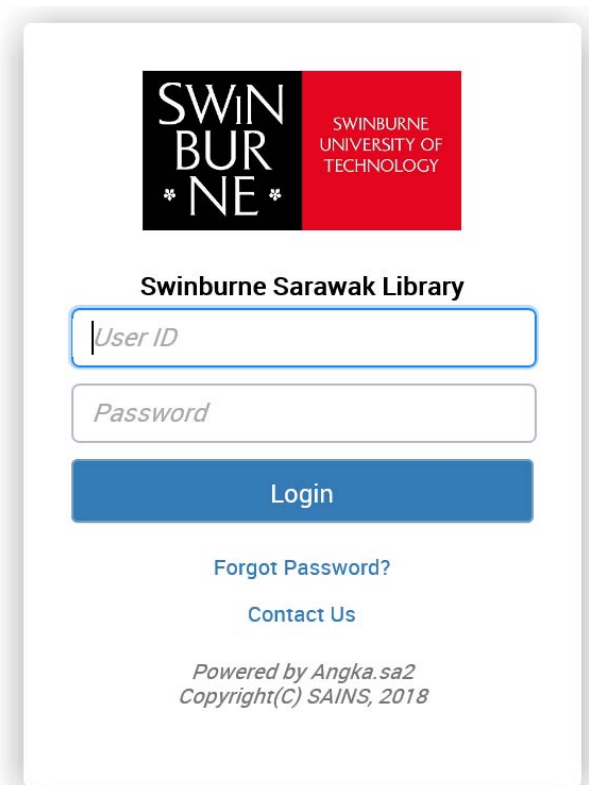 SWIN
BUR
NE
SWINBURNE
UNIVERSITY OF
TECHNOLOGY
Swinburne Sarawak Library
User ID
Password
Login
Forgot Password?
Contact Us
Powered by Angka.sa2
Copyright(C) SAINS, 2018